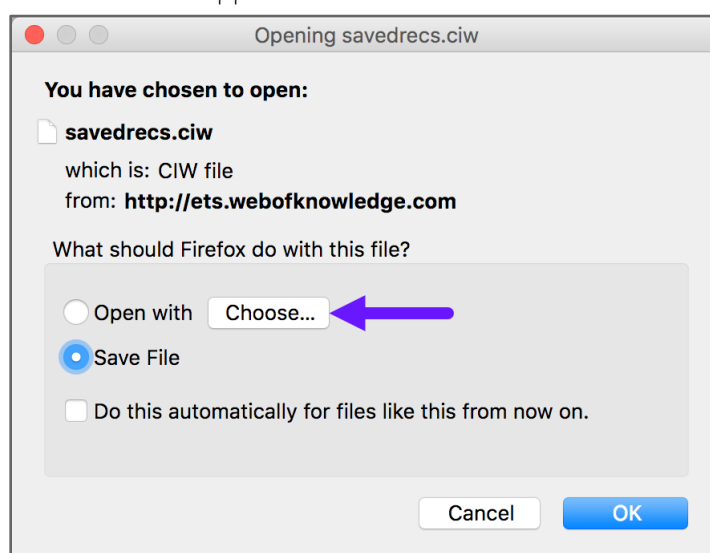 Opening savedrecs.ciw
You have chosen to open:
savedrecs.ciw
which is: CIW file
from: http://ets.webofknowledge.com
What should Firefox do with this file?
Open with Choose...
Save File
Do this automatically for files like this from now on.
Cancel OK